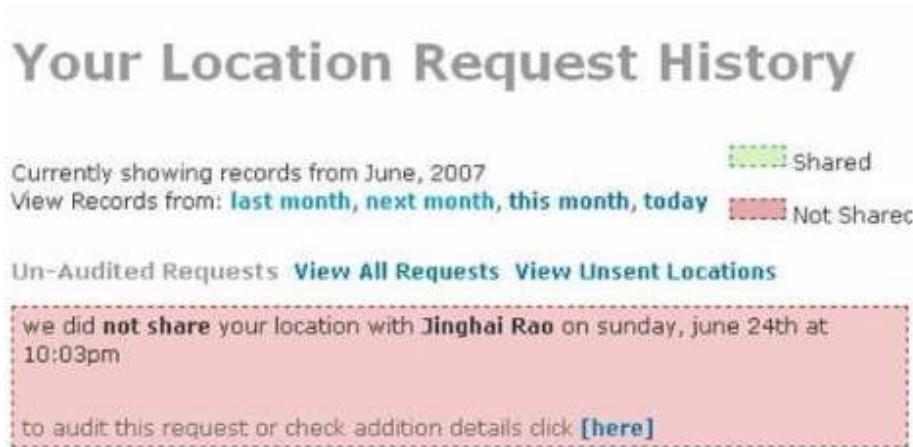 Your Location Request History
Currently showing records from June, 2007
View Records from: last month, next month, this month, today
Shared
Not Shared
Un-Audited Requests View All Requests View Unsent Locations
we did not share your location with Jinghai Rao on sunday, june 24th at
10:03pm
to audit this request or check addition details click [here]